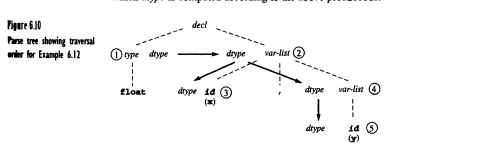 which dtype is computed according to the above pseudocode.
Figure 6.10
Parse tree showing traversal
order for Example 6.12
decl
1 type dtype dtype var-list 2
float dtype id 3 , dtype var-list 4
(x)
dtype id 5
(y)